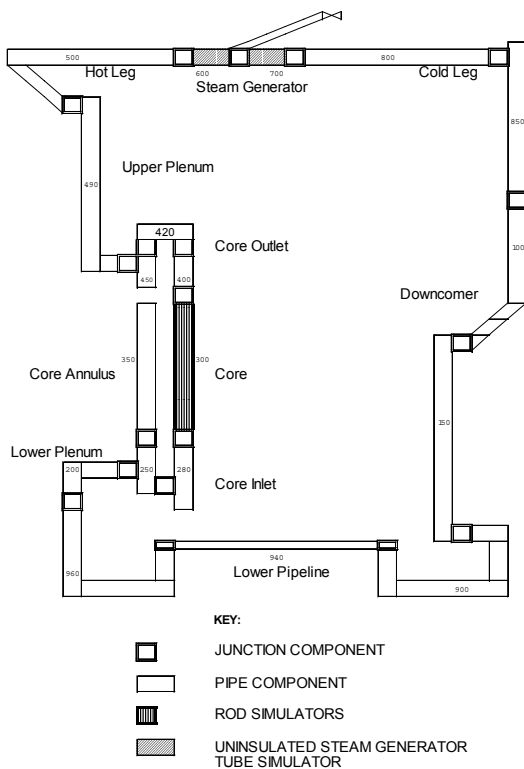 500
800
Hot Leg
600
700
Cold Leg
Steam Generator
850
490
Upper Plenum
420
Core Outlet
100
450
400
Downcomer
350
300
Core Annulus
Core
150
Lower Plenum
200
250
280
Core Inlet
940
960
Lower Pipeline
900
KEY:
JUNCTION COMPONENT
PIPE COMPONENT
ROD SIMULATORS
UNINSULATED STEAM GENERATOR
TUBE SIMULATOR